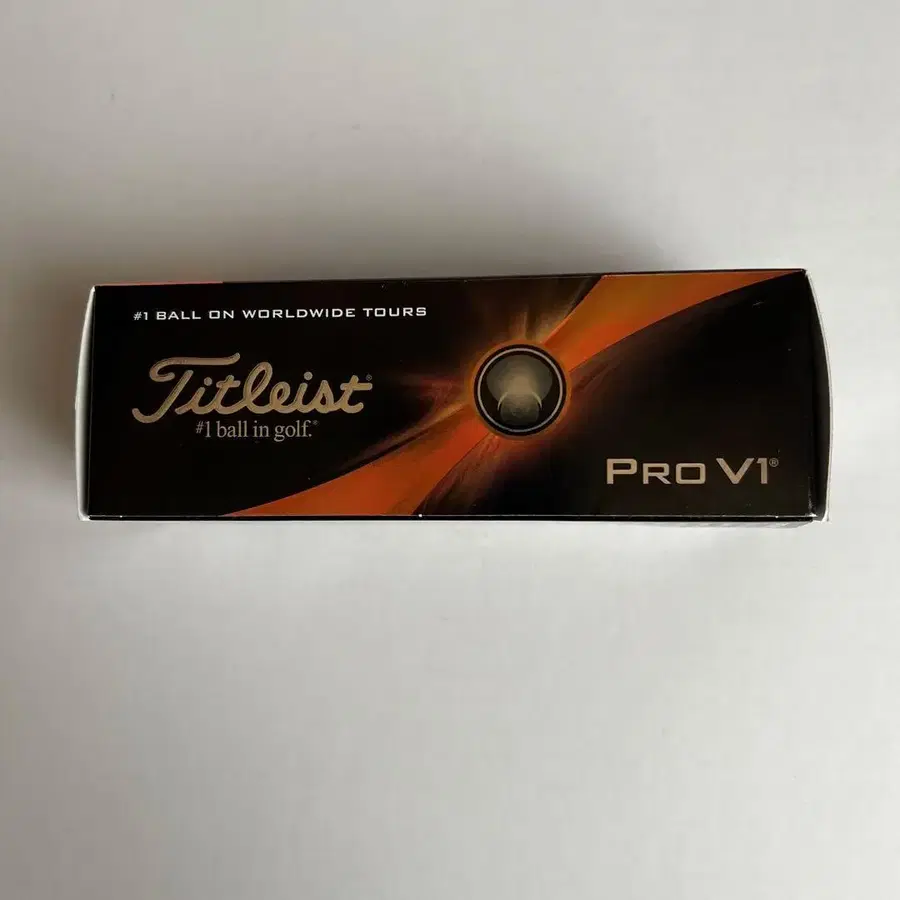 #1 BALL ON WORLDWIDE TOURS
Titleist®
#1 ball in golf.®
PRO V1®